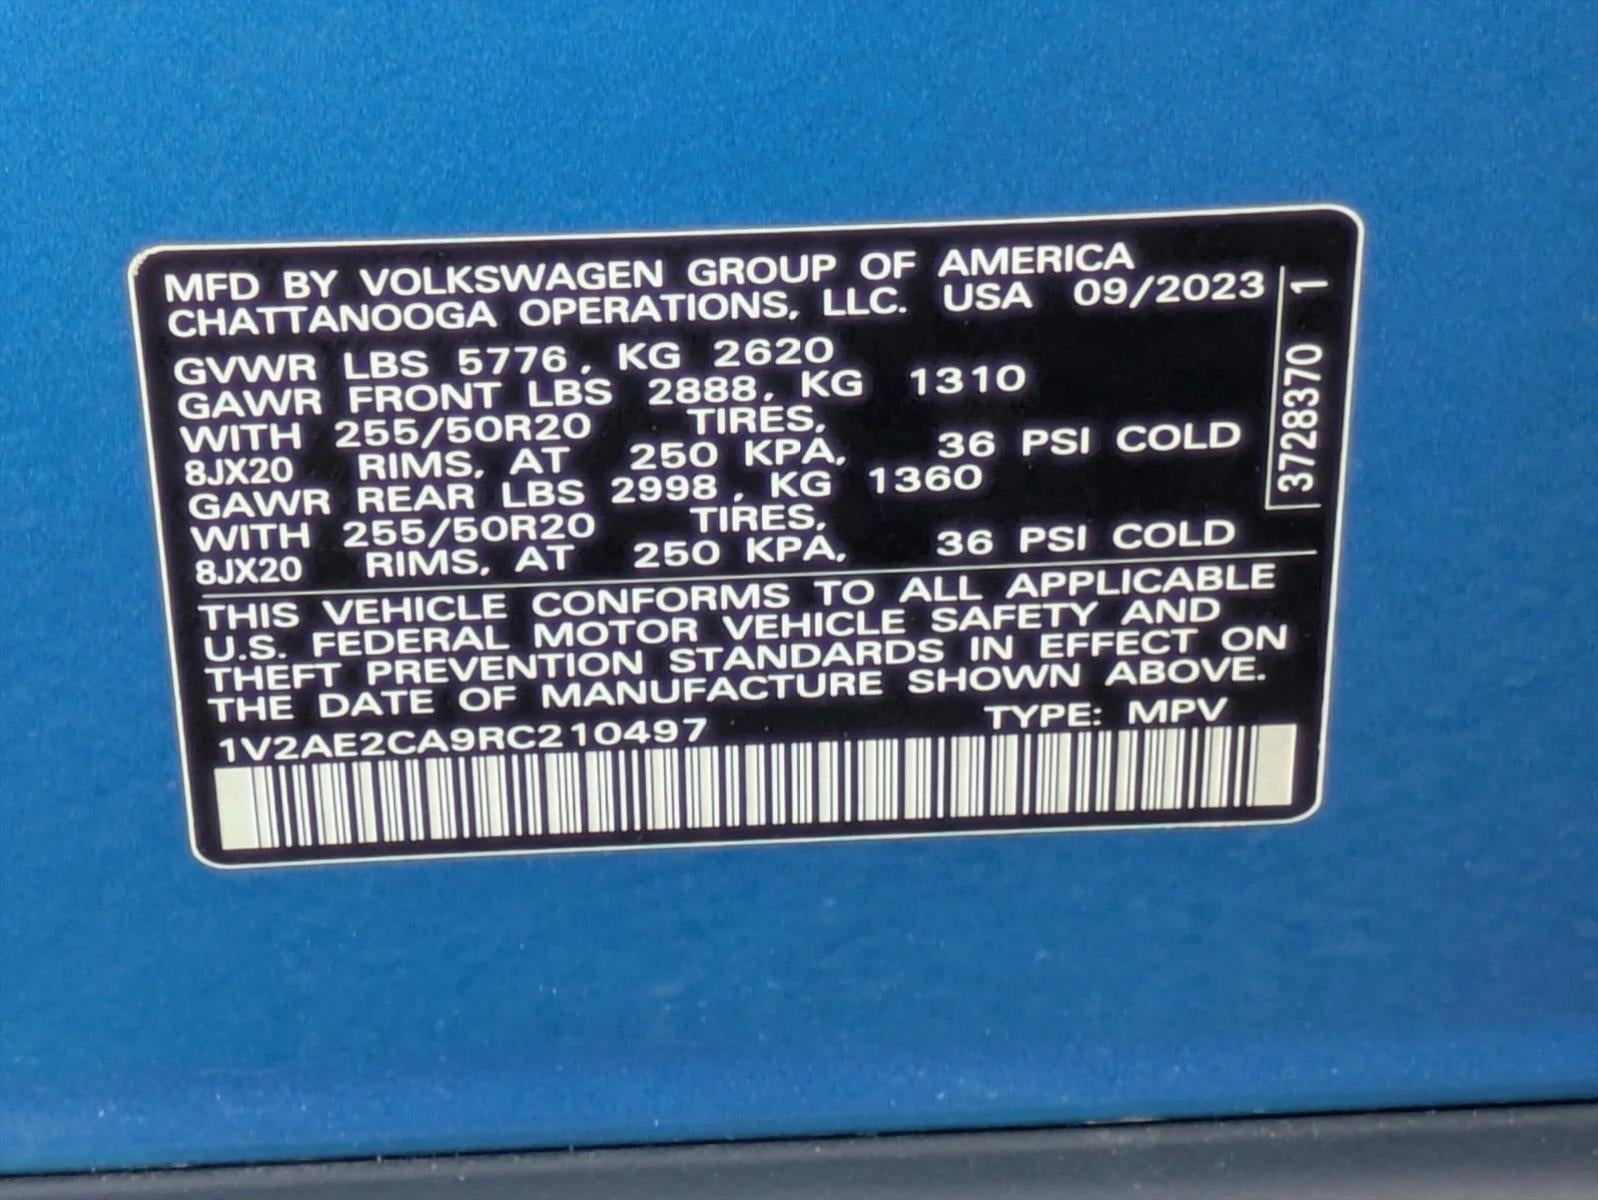 MFD BY VOLKSWAGEN GROUP OF AMERICA
CHATTANOOGA OPERATIONS, LLC. USA 09/2023
GVWR LBS 5776, KG 2620
GAWR FRONT LBS 2888, KG 1310
WITH 255/50R20 TIRES,
8JX20 RIMS, AT 250 KPA, 36 PSI COLD
GAWR REAR LBS 2998, KG 1360
WITH 255/50R20 TIRES,
8JX20 RIMS, AT 250 KPA, 36 PSI COLD
37283370 1
THIS VEHICLE CONFORMS TO ALL APPLICABLE
U.S. FEDERAL MOTOR VEHICLE SAFETY AND
THEFT PREVENTION STANDARDS IN EFFECT ON
THE DATE OF MANUFACTURE SHOWN ABOVE.
1V2AE2CA9RC210497 TYPE: MPV